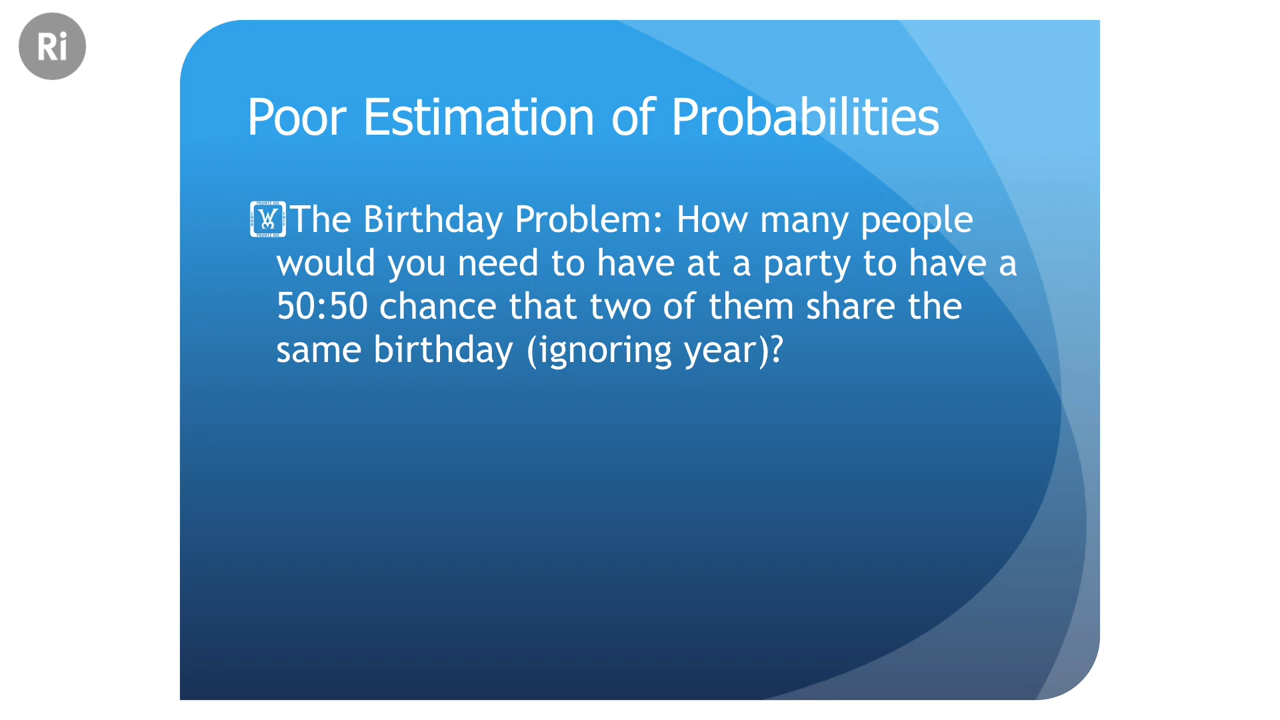 Ri
Poor Estimation of Probabilities
The Birthday Problem: How many people
would you need to have at a party to have a
50:50 chance that two of them share the
same birthday (ignoring year)?